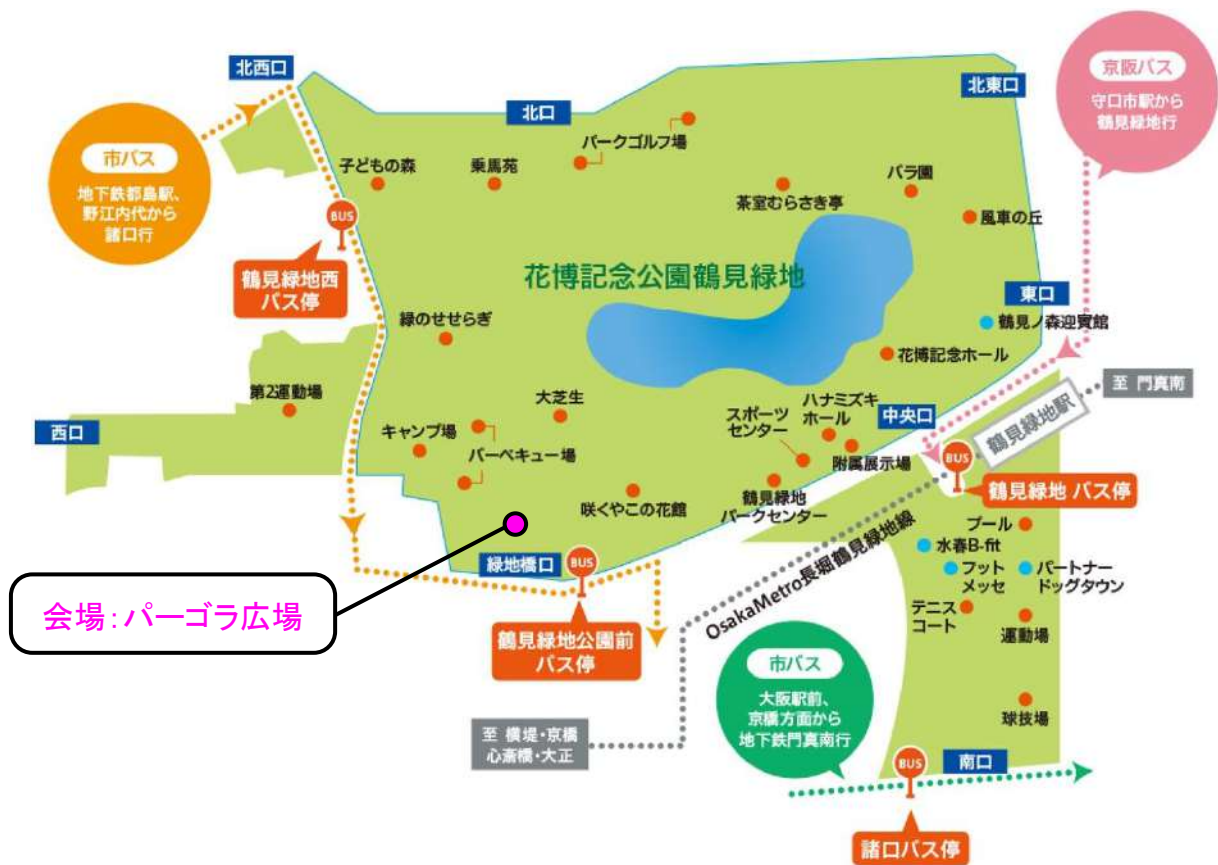 北西口
北口
北東口
京阪バス
守口市駅から
鶴見緑地行
市バス
地下鉄都島駅、
野江内代から
諸口行
子どもの森
乗馬苑
パークゴルフ場
茶室むらさき亭
バラ園
風車の丘
BUS
鶴見緑地西
バス停
花博記念公園鶴見緑地
東口
鶴見ノ森迎賓館
緑のせせらぎ
花博記念ホール
至 門真南
第2運動場
大芝生
ハナミズキ
ホール
中央口
スポーツ
センター
西口
キャンプ場
バーベキュー場
附属展示場
鶴見緑地駅
BUS
鶴見緑地 バス停
咲くやこの花館
鶴見緑地
パークセンター
プール
水春B-fit
フット
メッセ
パートナー
ドッグタウン
緑地橋口
BUS
会場：パーゴラ広場
鶴見緑地公園前
バス停
OsakaMetro長堀鶴見緑地線
テニス
コート
運動場
市バス
大阪駅前、
京橋方面から
地下鉄門真南行
球技場
至 横堤・京橋
心斎橋・大正
BUS
南口
諸口バス停